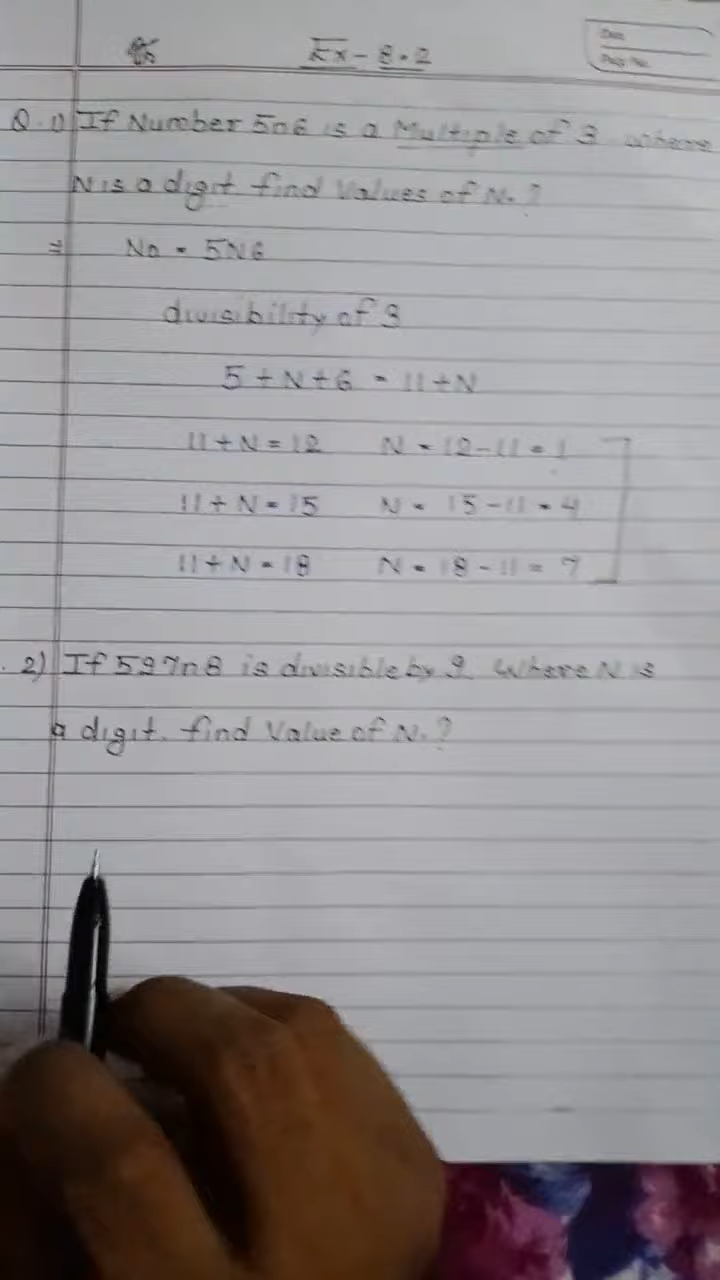 Ex - 8.2
Q.1) If Number 5n6 is a Multiple of 3 where
N is a digit find Values of N.?
⇒ No = 5N6
divisibility of 3
5 + N + 6 = 11 + N
11 + N = 12 N = 12 - 11 = 1
11 + N = 15 N = 15 - 11 = 4
11 + N = 18 N = 18 - 11 = 7
2) If 597n8 is divisible by 9 where N is
a digit. find Value of N.?